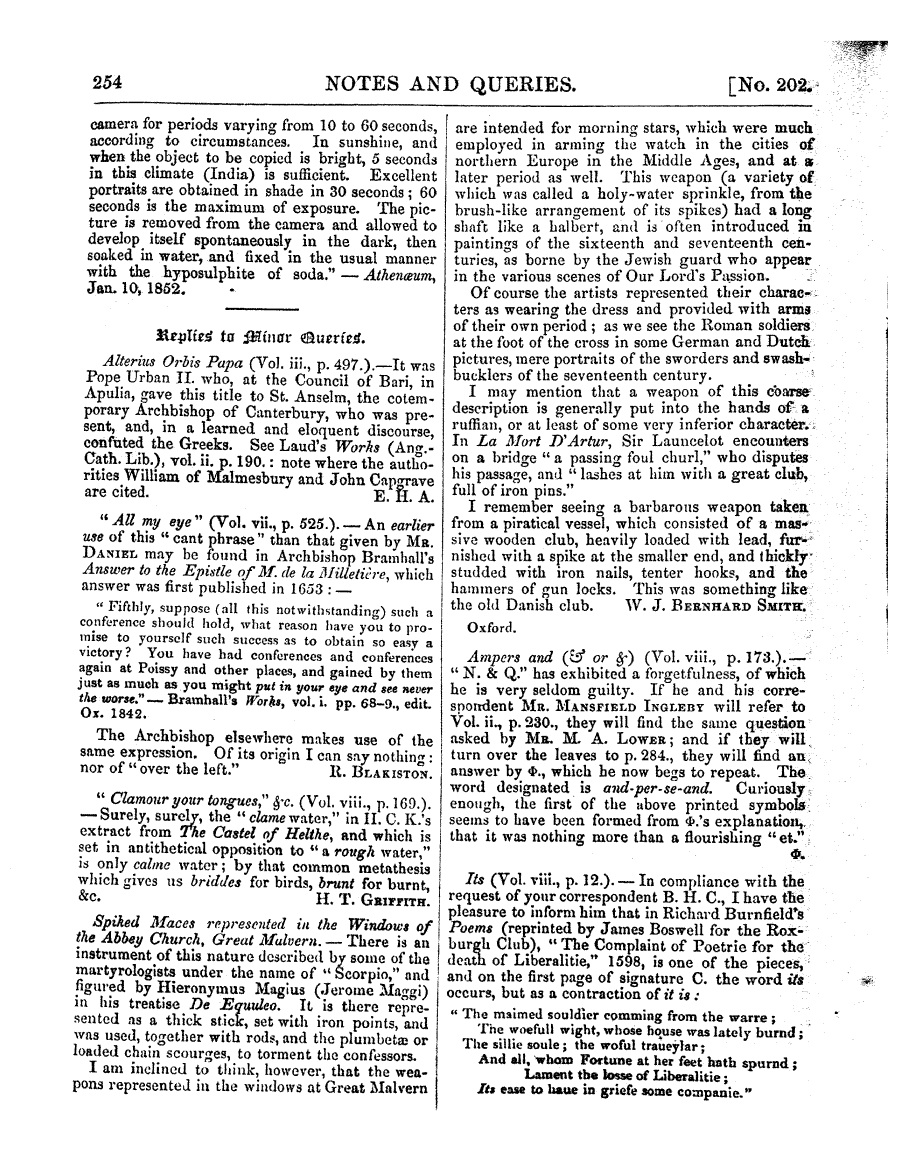 254 NOTES AND QUERIES. [No. 202.
camera for periods varying from 10 to 60 seconds,
according to circumstances. In sunshine, and
when the object to be copied is bright, 5 seconds
in this climate (India) is sufficient. Excellent
portraits are obtained in shade in 30 seconds; 60
seconds is the maximum of exposure. The pic-
ture is removed from the camera and allowed to
develop itself spontaneously in the dark, then
soaked in water, and fixed in the usual manner
with the hyposulphite of soda." — Athenæum,
Jan. 10, 1852.
Replies to Minor Queries.
Alterius Orbis Papa (Vol. iii., p. 497.).—It was
Pope Urban II. who, at the Council of Bari, in
Apulia, gave this title to St. Anselm, the cotem-
porary Archbishop of Canterbury, who was pre-
sent, and, in a learned and eloquent discourse,
confuted the Greeks. See Laud's Works (Ang.-
Cath. Lib.), vol. ii. p. 190.: note where the autho-
rities William of Malmesbury and John Capgrave
are cited. E. H. A.
"All my eye" (Vol. vii., p. 525.). — An earlier
use of this "cant phrase" than that given by MR.
DANIEL may be found in Archbishop Bramhall's
Answer to the Epistle of M. de la Milletière, which
answer was first published in 1653: —
"Fifthly, suppose (all this notwithstanding) such a
conference should hold, what reason have you to pro-
mise to yourself such success as to obtain so easy a
victory? You have had conferences and conferences
again at Poissy and other places, and gained by them
just as much as you might put in your eye and see never
the worse." — Bramhall's Works, vol. i. pp. 68-9., edit.
Ox. 1842.
The Archbishop elsewhere makes use of the
same expression. Of its origin I can say nothing:
nor of "over the left." R. BLAKISTON.
"Clamour your tongues," &c. (Vol. viii., p. 169.).
— Surely, surely, the "clame water," in H. C. K.'s
extract from The Castel of Helthe, and which is
set in antithetical opposition to "a rough water,"
is only calme water; by that common metathesis
which gives us briddes for birds, brunt for burnt,
&c. H. T. GRIFFITH.
Spiked Maces represented in the Windows of
the Abbey Church, Great Malvern. — There is an
instrument of this nature described by some of the
martyrologists under the name of "Scorpio," and
figured by Hieronymus Magius (Jerome Maggi)
in his treatise De Equuleo. It is there repre-
sented as a thick stick, set with iron points, and
was used, together with rods, and the plumbetæ or
loaded chain scourges, to torment the confessors.
I am inclined to think, however, that the wea-
pons represented in the windows at Great Malvern
are intended for morning stars, which were much
employed in arming the watch in the cities of
northern Europe in the Middle Ages, and at a
later period as well. This weapon (a variety of
which was called a holy-water sprinkle, from the
brush-like arrangement of its spikes) had a long
shaft like a halbert, and is often introduced in
paintings of the sixteenth and seventeenth cen-
turies, as borne by the Jewish guard who appear
in the various scenes of Our Lord's Passion.
Of course the artists represented their charac-
ters as wearing the dress and provided with arms
of their own period; as we see the Roman soldiers
at the foot of the cross in some German and Dutch
pictures, mere portraits of the sworders and swash-
bucklers of the seventeenth century.
I may mention that a weapon of this coarse
description is generally put into the hands of a
ruffian, or at least of some very inferior character.
In La Mort D'Artur, Sir Launcelot encounters
on a bridge "a passing foul churl," who disputes
his passage, and "lashes at him with a great club,
full of iron pins."
I remember seeing a barbarous weapon taken
from a piratical vessel, which consisted of a mas-
sive wooden club, heavily loaded with lead, fur-
nished with a spike at the smaller end, and thickly
studded with iron nails, tenter hooks, and the
hammers of gun locks. This was something like
the old Danish club. W. J. BERNHARD SMITH.
Oxford.
Ampers and (& or &) (Vol. viii., p. 173.).—
"N. & Q." has exhibited a forgetfulness, of which
he is very seldom guilty. If he and his corre-
spondent MR. MANSFIELD INGLEBY will refer to
Vol. ii., p. 230., they will find the same question
asked by MR. M. A. LOWER; and if they will
turn over the leaves to p. 284., they will find an
answer by Φ., which he now begs to repeat. The
word designated is and-per-se-and. Curiously
enough, the first of the above printed symbols
seems to have been formed from Φ.'s explanation,
that it was nothing more than a flourishing "et."
Φ.
Its (Vol. viii., p. 12.). — In compliance with the
request of your correspondent B. H. C., I have the
pleasure to inform him that in Richard Burnfield's
Poems (reprinted by James Boswell for the Rox-
burgh Club), "The Complaint of Poetrie for the
death of Liberalitie," 1598, is one of the pieces,
and on the first page of signature C. the word its
occurs, but as a contraction of it is:
"The maimed souldier comming from the warre;
The woefull wight, whose house was lately burnd;
The sillie soule; the woful traueylar;
And all, whom Fortune at her feet hath spurnd;
Lament the losse of Liberalitie;
Its ease to haue in griefe some companie."